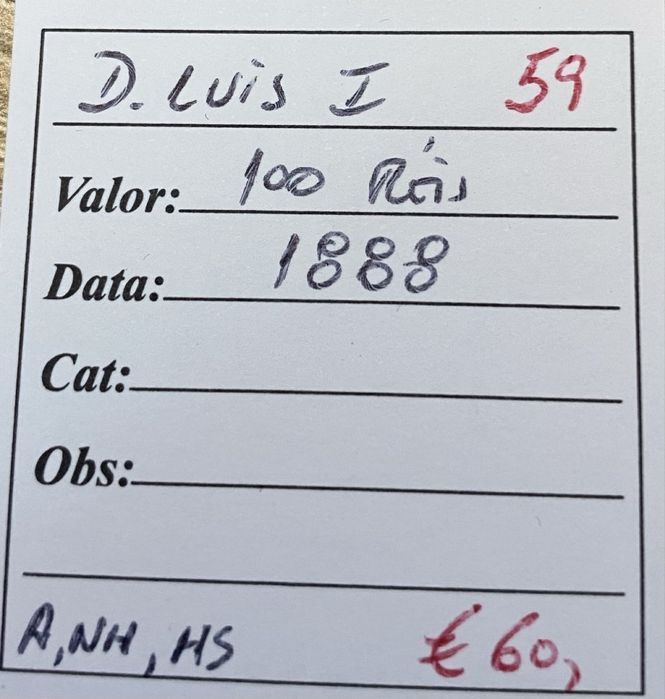 D. Luis I 59
Valor: 100 Réis
Data: 1888
Cat:
Obs:
A, NH, HS € 60,